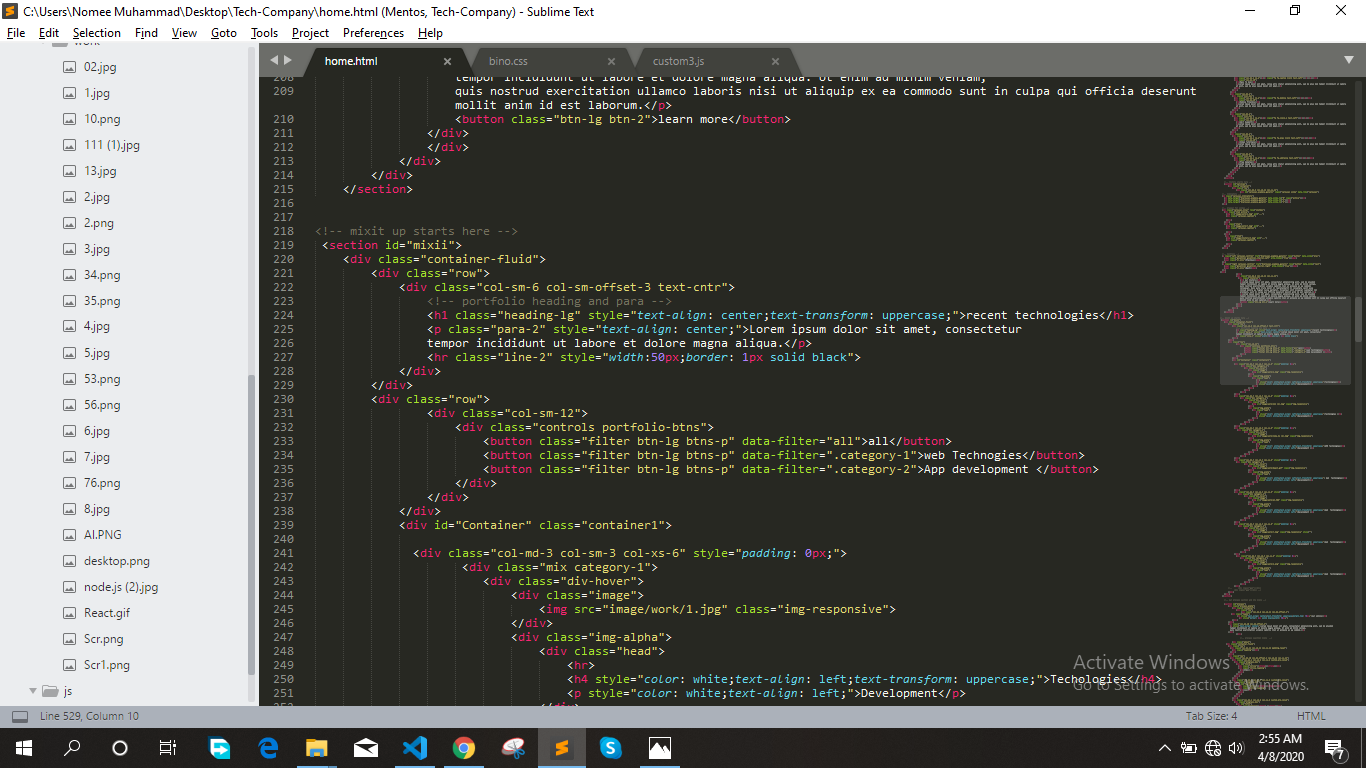 C:\Users\Nomee Muhammad\Desktop\Tech-Company\home.html (Mentos, Tech-Company) - Sublime Text
File Edit Selection Find View Goto Tools Project Preferences Help
work
02.jpg
1.jpg
10.png
111 (1).jpg
13.jpg
2.jpg
2.png
3.jpg
34.png
35.png
4.jpg
5.jpg
53.png
56.png
6.jpg
7.jpg
76.png
8.jpg
AI.PNG
desktop.png
node.js (2).jpg
React.gif
Scr.png
Scr1.png
js
home.html × bino.css × custom3.js ×
208 tempor incididunt ut labore et dolore magna aliqua. Ut enim ad minim veniam,
209 quis nostrud exercitation ullamco laboris nisi ut aliquip ex ea commodo sunt in culpa qui officia deserunt
mollit anim id est laborum.</p>
210 <button class="btn-lg btn-2">learn more</button>
211 </div>
212 </div>
213 </div>
214 </div>
215 </section>
216
217
218 <!-- mixit up starts here -->
219 <section id="mixii">
220 <div class="container-fluid">
221 <div class="row">
222 <div class="col-sm-6 col-sm-offset-3 text-cntr">
223 <!-- portfolio heading and para -->
224 <h1 class="heading-lg" style="text-align: center;text-transform: uppercase;">recent technologies</h1>
225 <p class="para-2" style="text-align: center;">Lorem ipsum dolor sit amet, consectetur
226 tempor incididunt ut labore et dolore magna aliqua.</p>
227 <hr class="line-2" style="width:50px;border: 1px solid black">
228 </div>
229 </div>
230 <div class="row">
231 <div class="col-sm-12">
232 <div class="controls portfolio-btns">
233 <button class="filter btn-lg btns-p" data-filter="all">all</button>
234 <button class="filter btn-lg btns-p" data-filter=".category-1">web Technogies</button>
235 <button class="filter btn-lg btns-p" data-filter=".category-2">App development </button>
236 </div>
237 </div>
238 </div>
239 <div id="Container" class="container1">
240
241 <div class="col-md-3 col-sm-3 col-xs-6" style="padding: 0px;">
242 <div class="mix category-1">
243 <div class="div-hover">
244 <div class="image">
245 <img src="image/work/1.jpg" class="img-responsive">
246 </div>
247 <div class="img-alpha">
248 <div class="head">
249 <hr>
250 <h4 style="color: white;text-align: left;text-transform: uppercase;">Techologies</h4>
251 <p style="color: white;text-align: left;">Development</p>
252 </div>
Activate Windows
Go to Settings to activate Windows.
Line 529, Column 10 Tab Size: 4 HTML
2:55 AM
4/8/2020
7